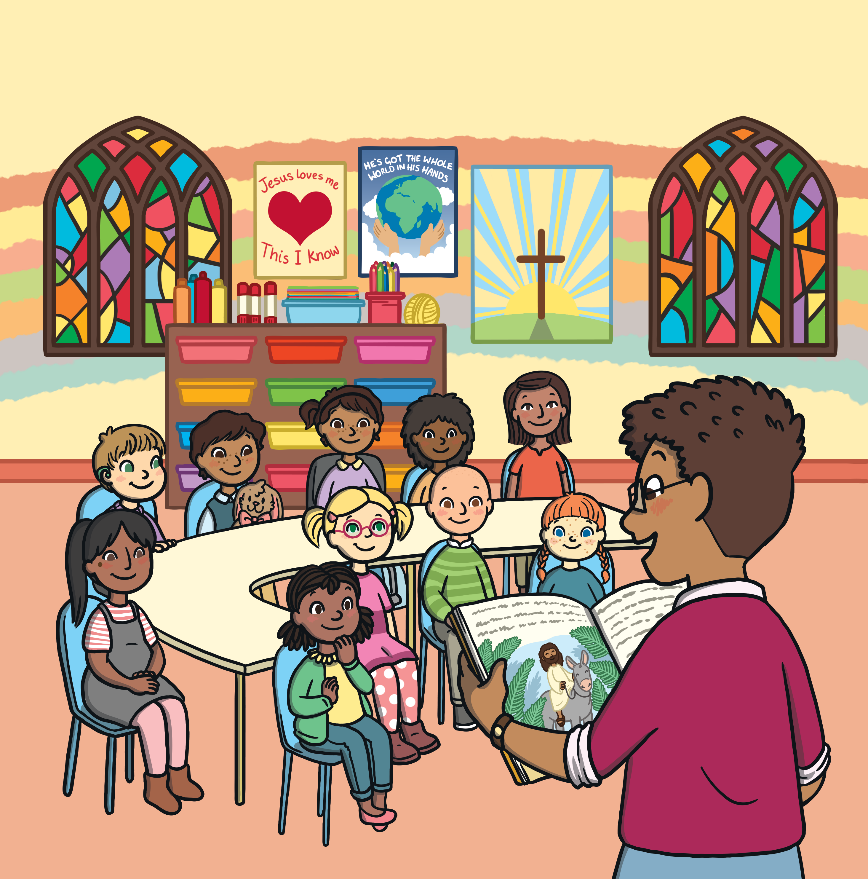 Jesus loves me
This I Know
HE'S GOT THE WHOLE
WORLD IN HIS HANDS